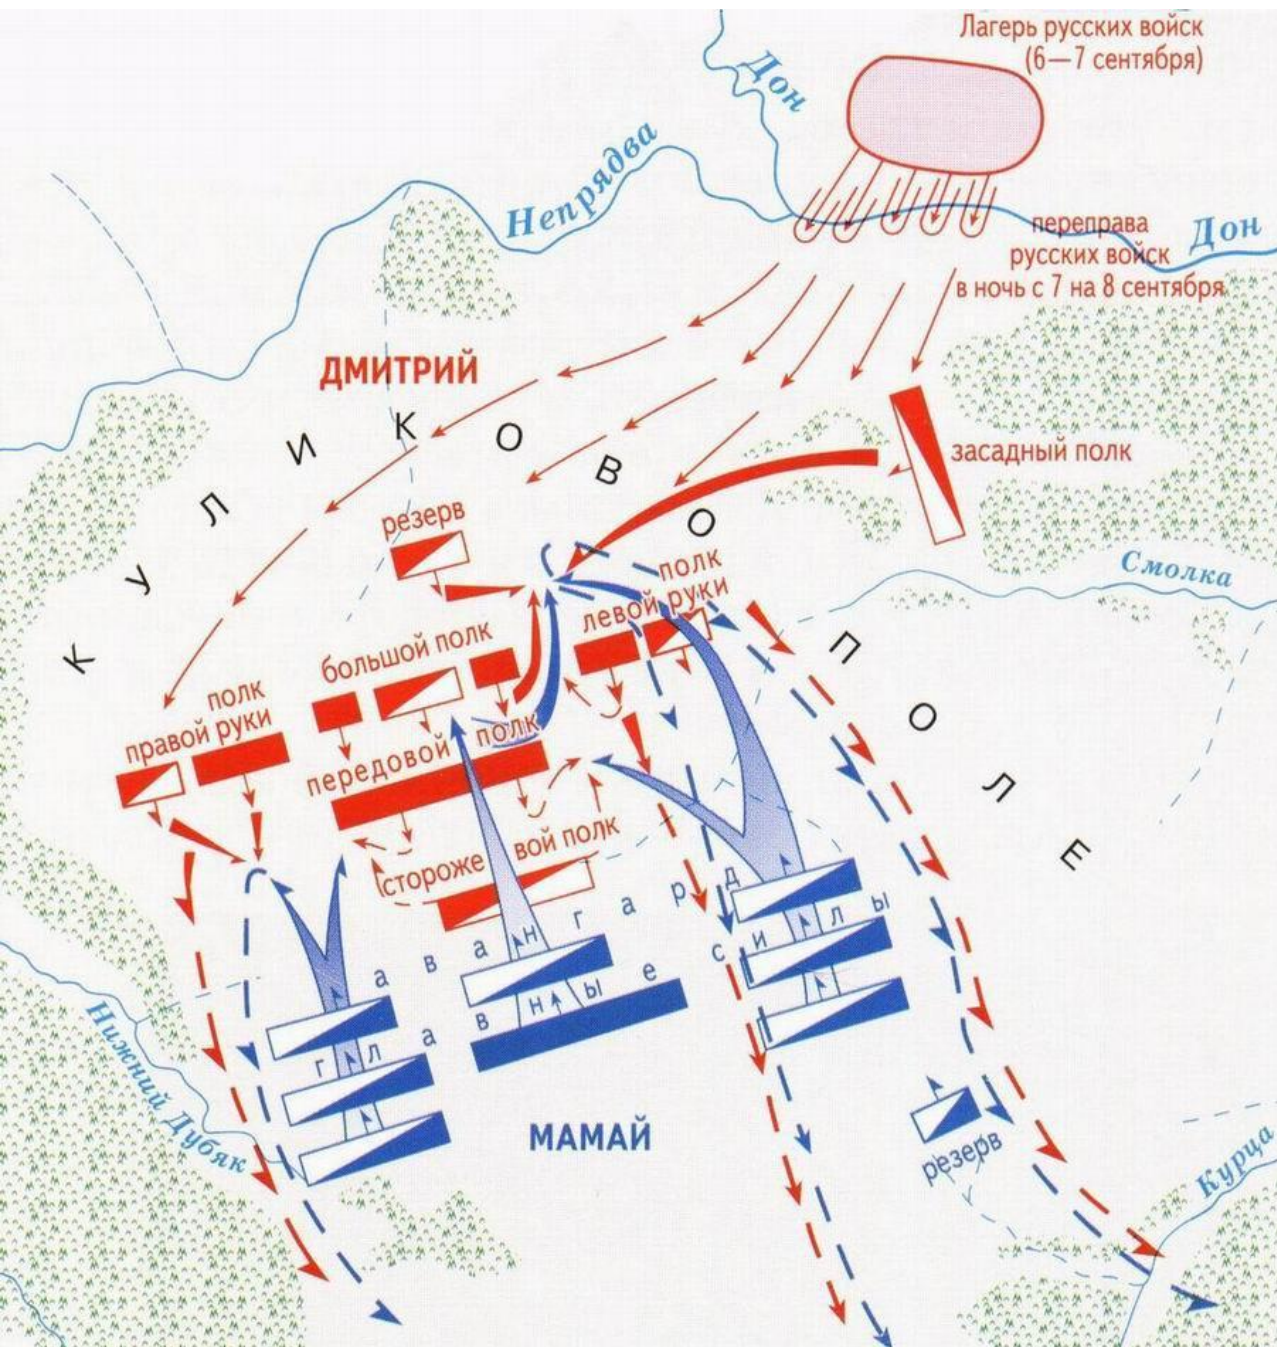 Лагерь русских войск
(6—7 сентября)
Дон
Непрядва
переправа
русских войск
в ночь с 7 на 8 сентября
Дон
ДМИТРИЙ
КУЛИКОВО ПОЛЕ
засадный полк
резерв
Смолка
полк
левой руки
большой полк
полк
правой руки
передовой полк
сторожевой полк
авангард
главные силы
Нижний Дубяк
МАМАЙ
резерв
Курца